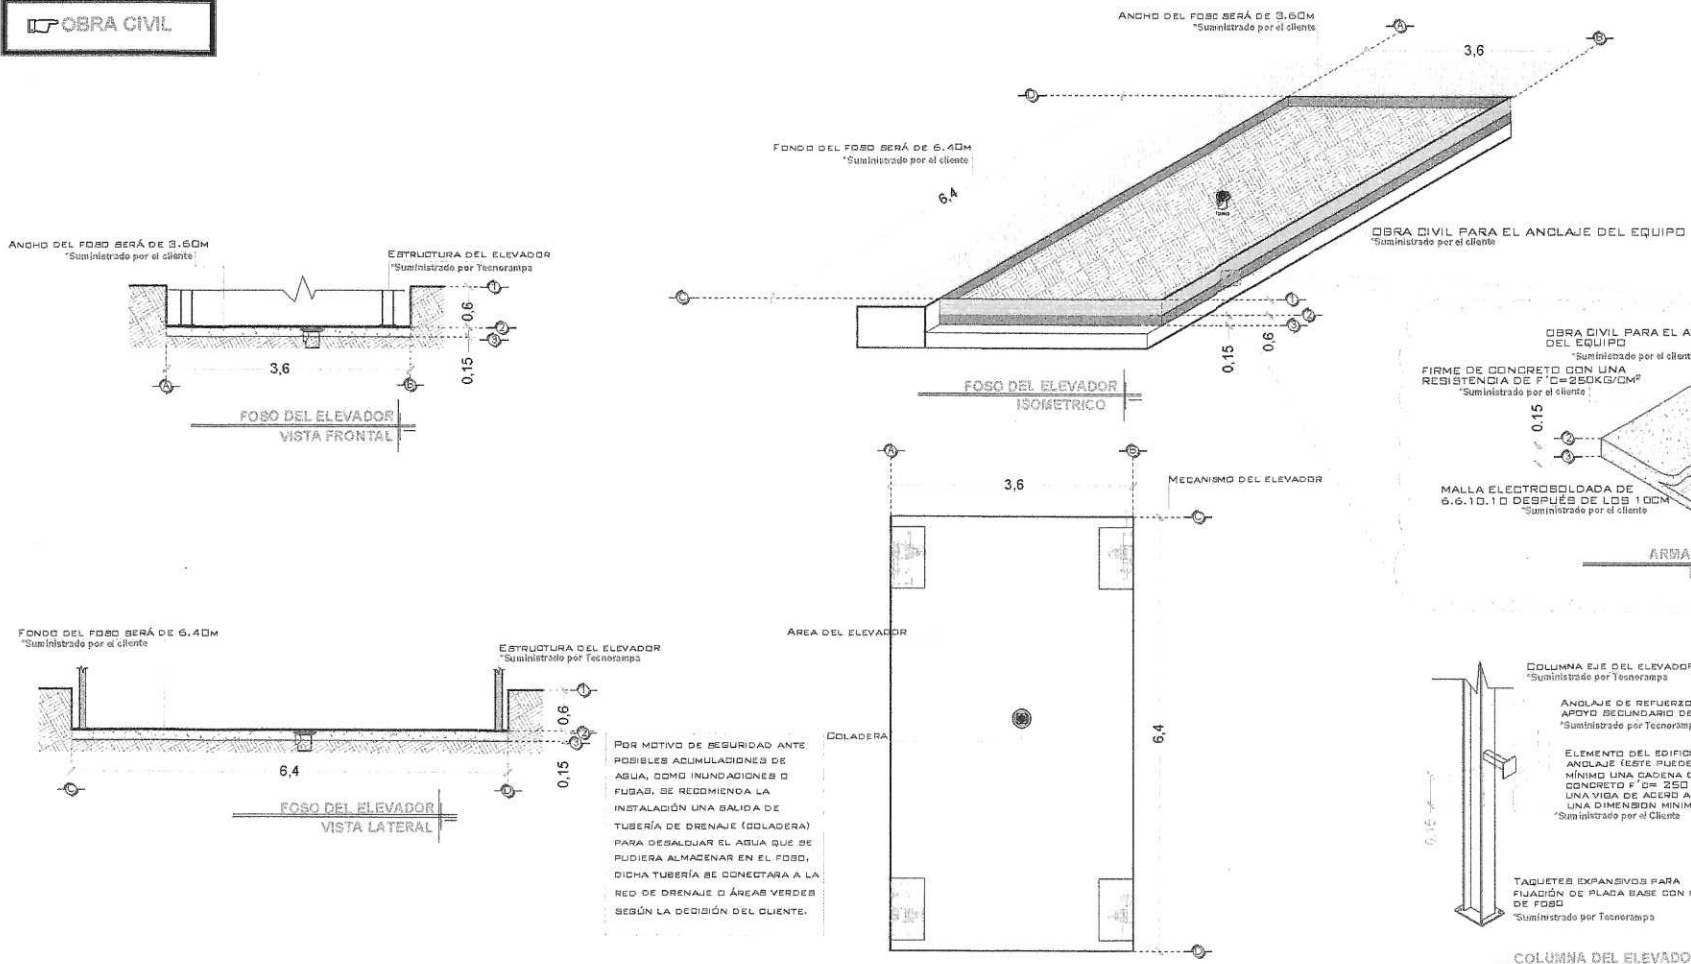 OBRA CIVIL
ANCHO DEL FOSO SERÁ DE 3.60M
*Suministrado por el cliente
A
B
3,6
D
FONDO DEL FOSO SERÁ DE 6.40M
*Suministrado por el cliente
6,4
OBRA CIVIL PARA EL ANCLAJE DEL EQUIPO
*Suministrado por el cliente
C
1
2
3
0,6
0,15
FOSO DEL ELEVADOR
ISOMETRICO
ANCHO DEL FOSO SERÁ DE 3.60M
*Suministrado por el cliente
ESTRUCTURA DEL ELEVADOR
*Suministrado por Tecnorampa
1
0,6
2
3
0,15
3,6
A
B
FOSO DEL ELEVADOR
VISTA FRONTAL
OBRA CIVIL PARA EL A
DEL EQUIPO
*Suministrado por el client
FIRME DE CONCRETO CON UNA
RESISTENCIA DE F'C=250KG/CM²
*Suministrado por el cliente
0.15
2
3
MALLA ELECTROSOLDADA DE
6.6.10.10 DESPUÉS DE LOS 10CM
*Suministrado por el cliente
ARMA
A
B
3,6
MECANISMO DEL ELEVADOR
C
AREA DEL ELEVADOR
COLADERA
6,4
D
FONDO DEL FOSO SERÁ DE 6.40M
*Suministrado por el cliente
ESTRUCTURA DEL ELEVADOR
*Suministrado por Tecnorampa
1
0,6
2
3
0,15
6,4
C
D
FOSO DEL ELEVADOR
VISTA LATERAL
POR MOTIVO DE SEGURIDAD ANTE
POSIBLES ACUMULACIONES DE
AGUA, COMO INUNDACIONES O
FUGAS, SE RECOMIENDA LA
INSTALACIÓN UNA SALIDA DE
TUBERÍA DE DRENAJE (COLADERA)
PARA DESALOJAR EL AGUA QUE SE
PUDIERA ALMACENAR EN EL FOSO,
DICHA TUBERÍA SE CONECTARA A LA
RED DE DRENAJE O ÁREAS VERDES
SEGÚN LA DECISIÓN DEL CLIENTE.
COLUMNA EJE DEL ELEVADOR
*Suministrado por Tecnorampa
ANCLAJE DE REFUERZO
APOYO SECUNDARIO DE
*Suministrado por Tecnoramp
ELEMENTO DEL EDIFICI
ANCLAJE (ESTE PUEDE
MÍNIMO UNA CADENA D
CONCRETO F'C= 250
UNA VIGA DE ACERO A
UNA DIMENSION MINIM
*Suministrado por el Cliente
TAQUETES EXPANSIVOS PARA
FIJACIÓN DE PLACA BASE CON
DE FOSO
*Suministrado por Tecnorampa
COLUMNA DEL ELEVADO